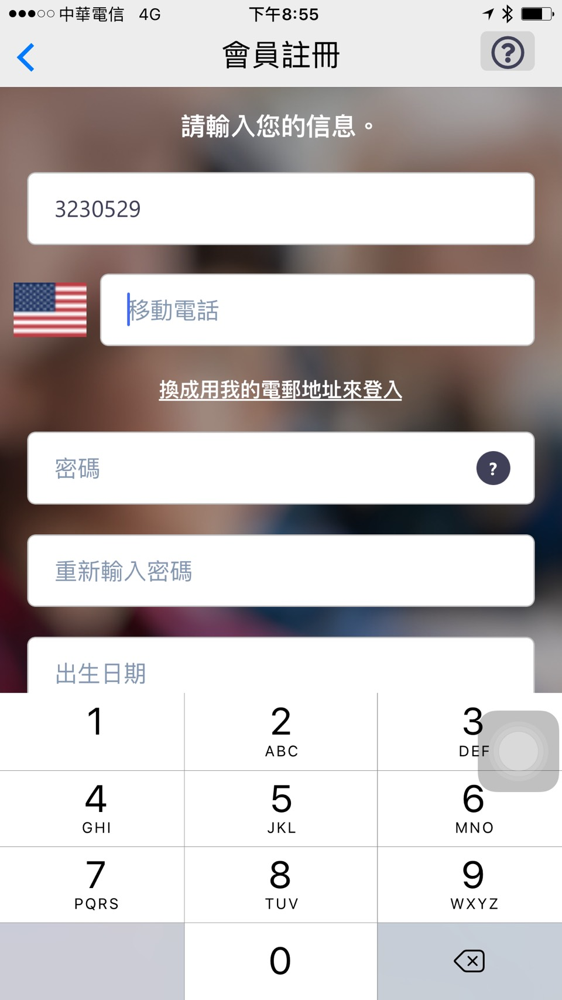 中華電信 4G 下午8:55
會員註冊
?
請輸入您的信息。
3230529
移動電話
換成用我的電郵地址來登入
密碼 ?
重新輸入密碼
出生日期
1 2 3
ABC DEF
4 5 6
GHI JKL MNO
7 8 9
PQRS TUV WXYZ
0